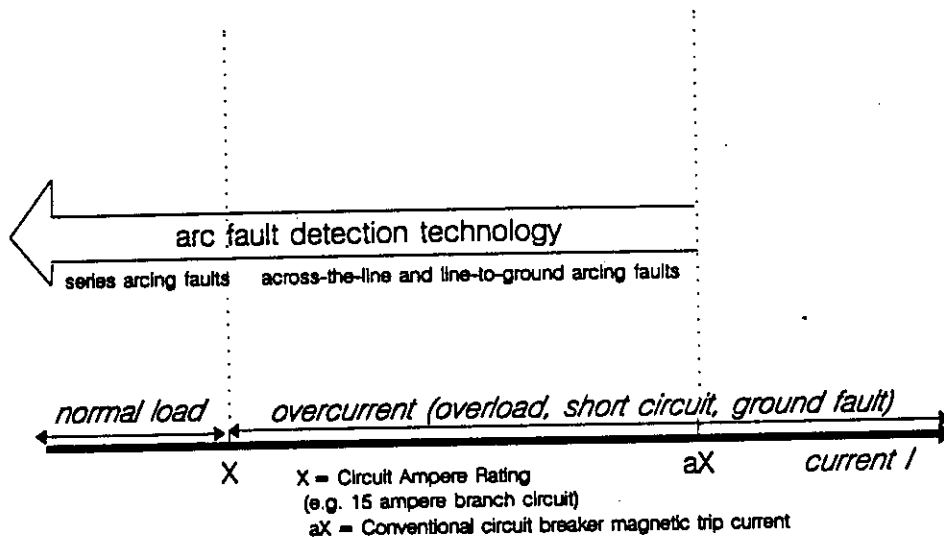 arc fault detection technology
series arcing faults across-the-line and line-to-ground arcing faults
normal load overcurrent (overload, short circuit, ground fault)
X aX current I
X = Circuit Ampere Rating
(e.g. 15 ampere branch circuit)
aX = Conventional circuit breaker magnetic trip current